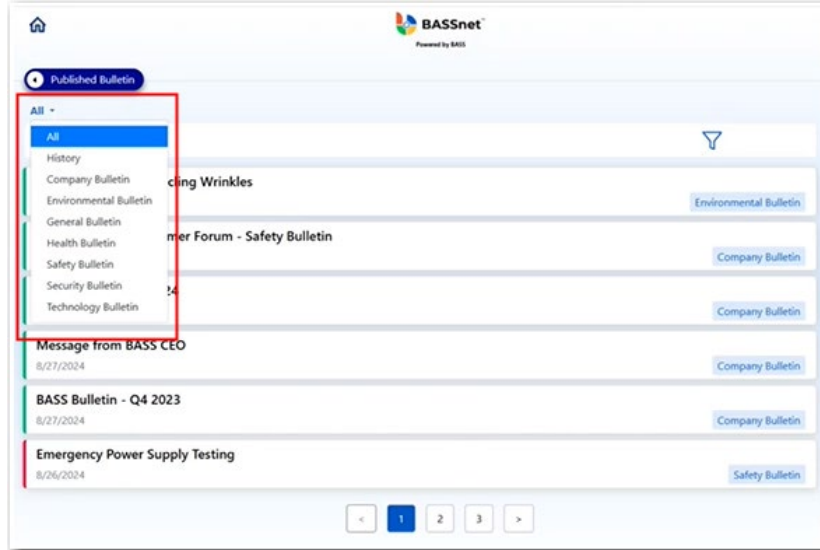 BASSnet™
Powered by BASS
Published Bulletin
All
All
History
Company Bulletin
cling Wrinkles
Environmental Bulletin
Environmental Bulletin
General Bulletin
Health Bulletin
mer Forum - Safety Bulletin
Company Bulletin
Safety Bulletin
Security Bulletin
24
Technology Bulletin
Company Bulletin
Message from BASS CEO
8/27/2024
Company Bulletin
BASS Bulletin - Q4 2023
8/27/2024
Company Bulletin
Emergency Power Supply Testing
8/26/2024
Safety Bulletin
< 1 2 3 >